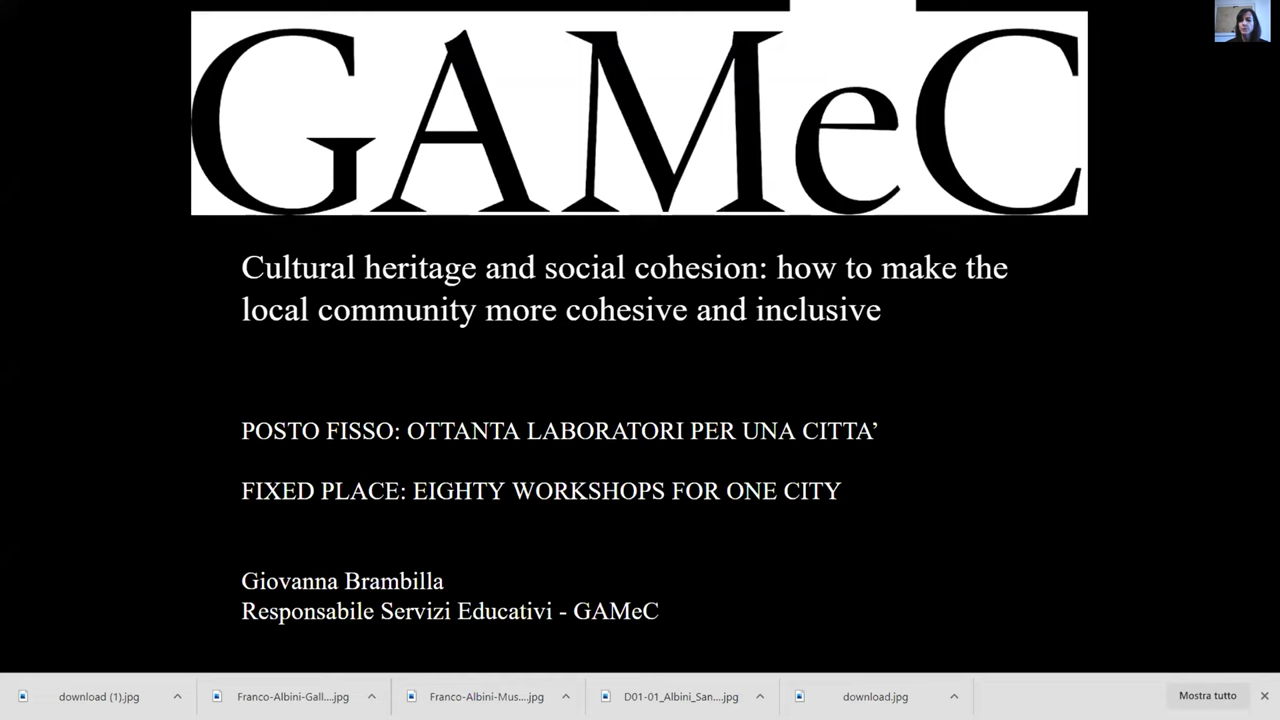 GAMeC
Cultural heritage and social cohesion: how to make the
local community more cohesive and inclusive
POSTO FISSO: OTTANTA LABORATORI PER UNA CITTA’
FIXED PLACE: EIGHTY WORKSHOPS FOR ONE CITY
Giovanna Brambilla
Responsabile Servizi Educativi - GAMeC
download (1).jpg
Franco-Albini-Gall....jpg
Franco-Albini-Mus....jpg
D01-01_Albini_San....jpg
download.jpg
Mostra tutto